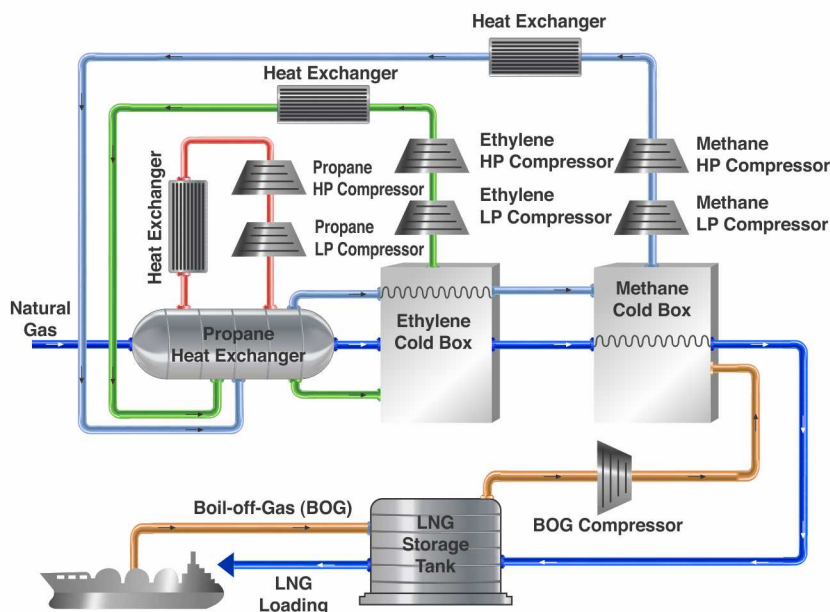 Heat Exchanger
Heat Exchanger
Ethylene
HP Compressor
Methane
HP Compressor
Propane
HP Compressor
Ethylene
LP Compressor
Methane
LP Compressor
Heat Exchanger
Propane
LP Compressor
Natural
Gas
Propane
Heat Exchanger
Ethylene
Cold Box
Methane
Cold Box
Boil-off-Gas (BOG)
LNG
Storage
Tank
BOG Compressor
LNG
Loading